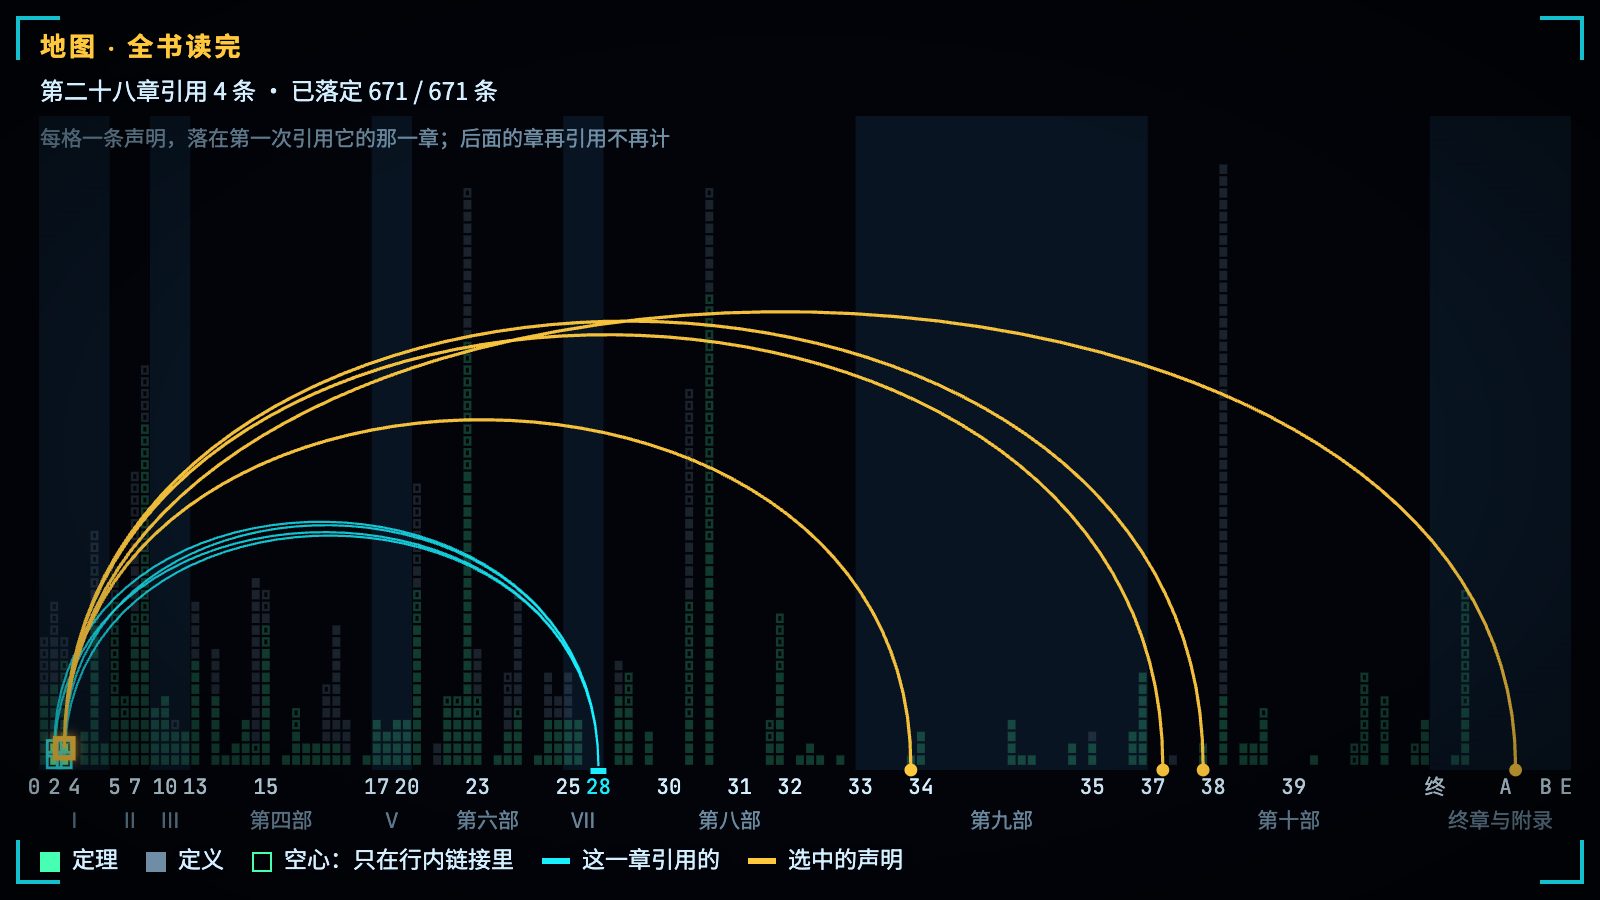 地图 · 全书读完
第二十八章引用 4 条 · 已落定 671 / 671 条
每格一条声明，落在第一次引用它的那一章；后面的章再引用不再计
0 2 4 5 7 10 13 15 17 20 23 25 28 30 31 32 33 34 35 37 38 39 终 A B E
I II III 第四部 V 第六部 VII 第八部 第九部 第十部 终章与附录
定理 定义 空心：只在行内链接里 这一章引用的 选中的声明